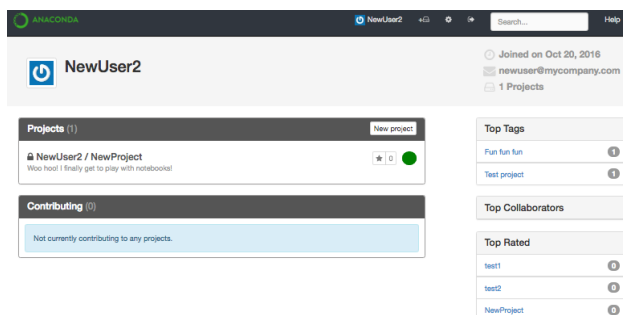 ANACONDA
NewUser2
Search...
Help
NewUser2
Joined on Oct 20, 2016
newuser@mycompany.com
1 Projects
Projects (1)
New project
NewUser2 / NewProject
Woo hoo! I finally get to play with notebooks!
0
Contributing (0)
Not currently contributing to any projects.
Top Tags
Fun fun fun 1
Test project 1
Top Collaborators
Top Rated
test1 0
test2 0
NewProject 0